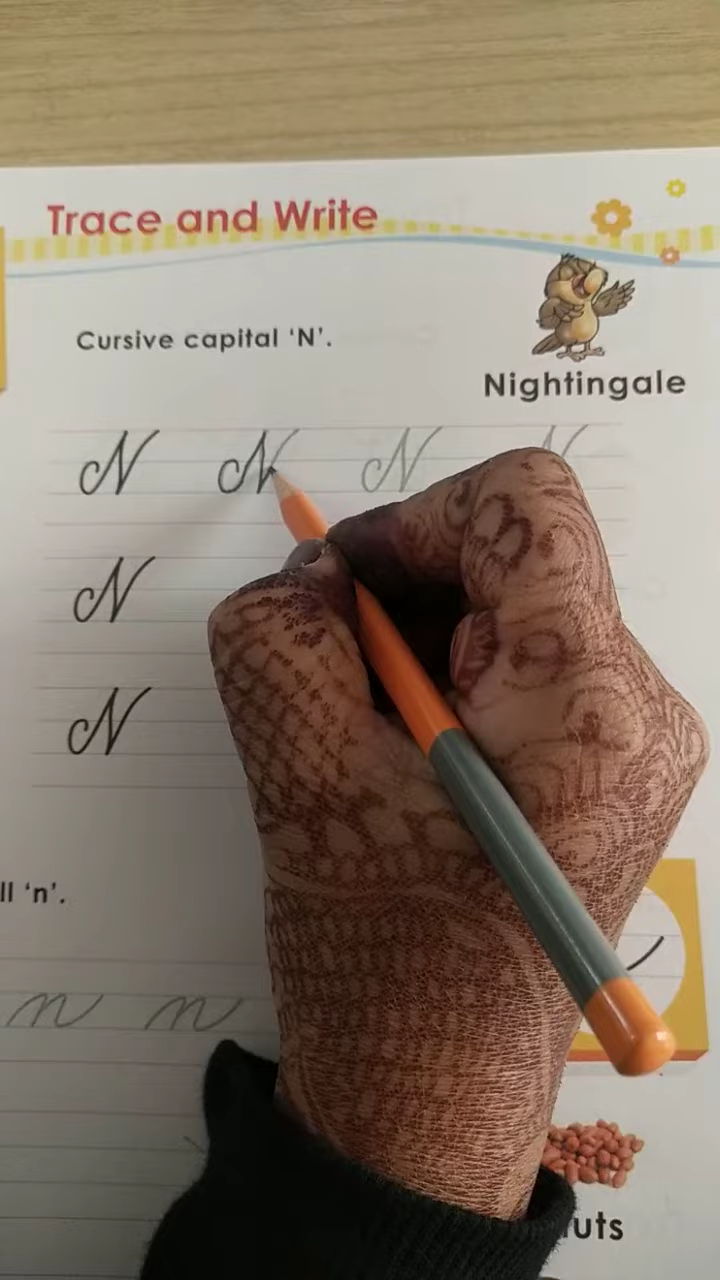 Trace and Write
Cursive capital ‘N’.
Nightingale
N N N N
N
N
ll ‘n’.
n n
uts